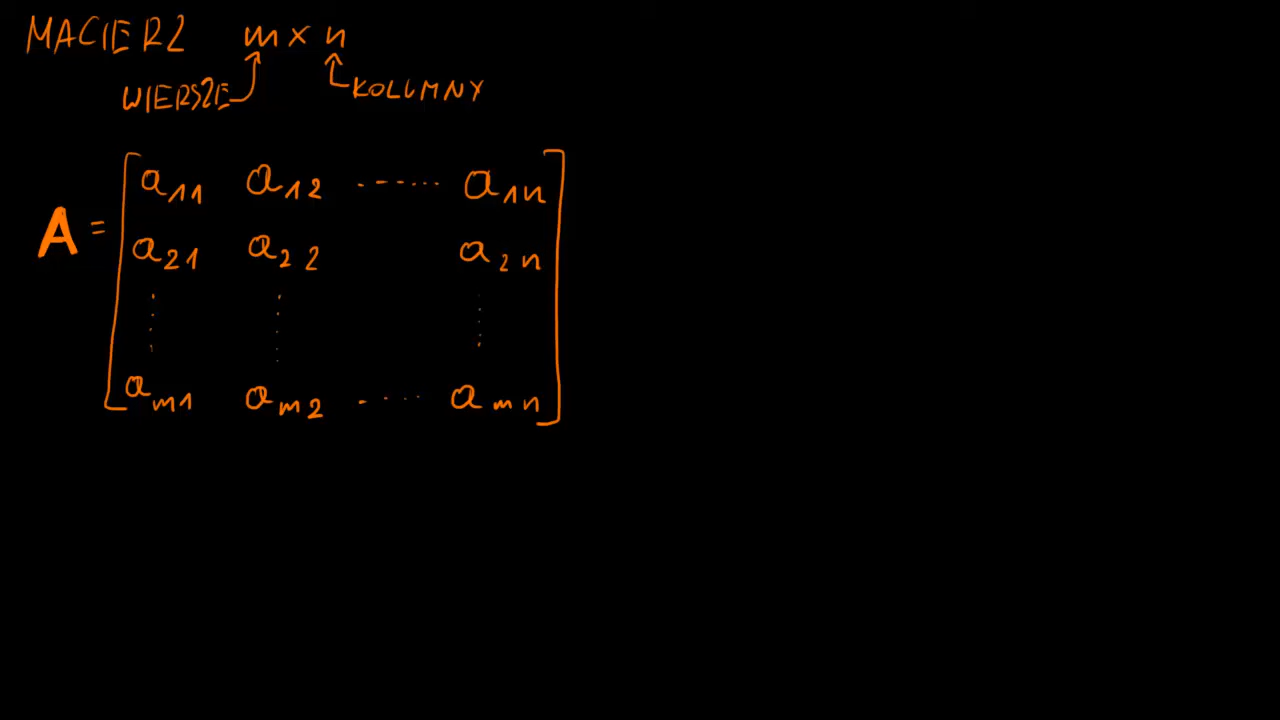 MACIERZ m × n
WIERSZE KOLUMNY
a₁₁ a₁₂ ...... a₁ₙ
A = a₂₁ a₂₂ a₂ₙ
aₘ₁ aₘ₂ ..... aₘₙ